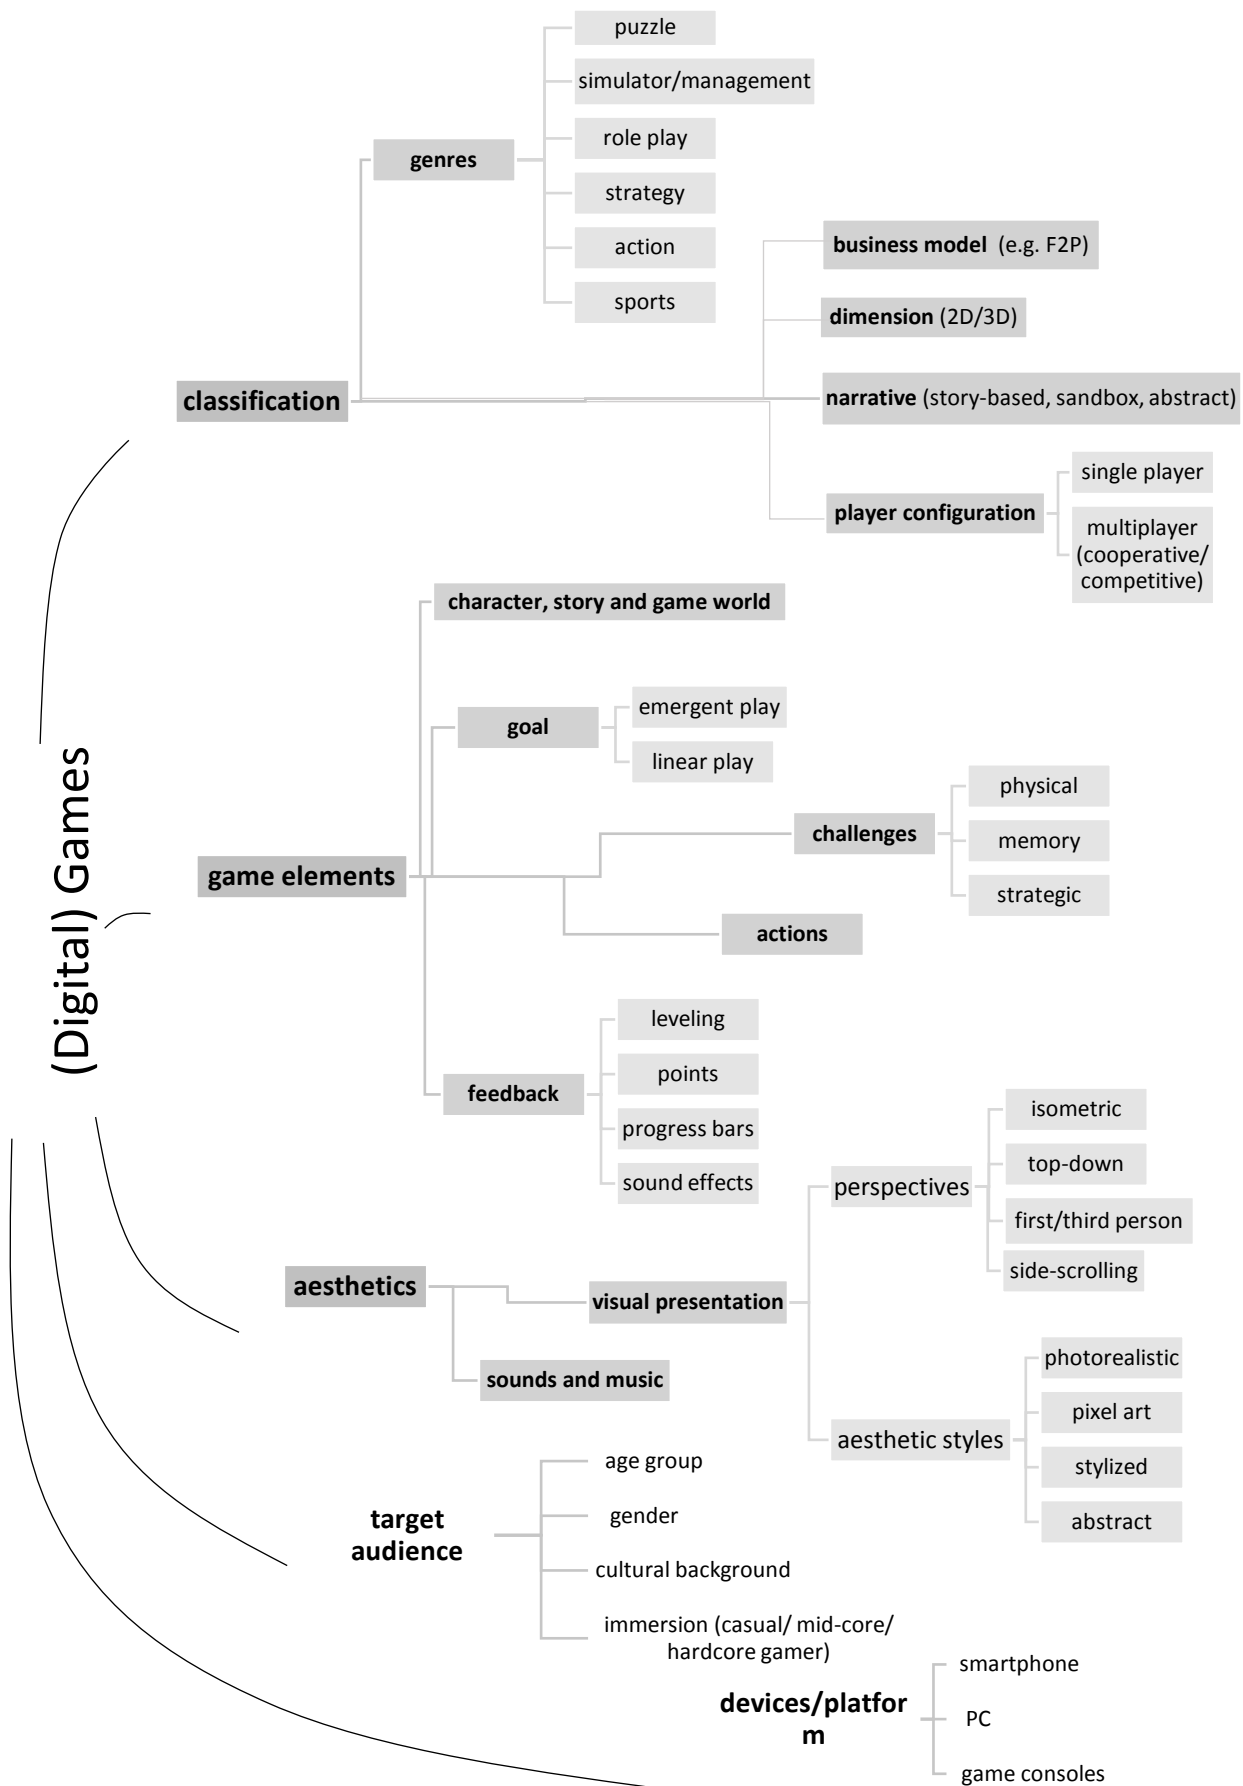 (Digital) Games
classification
genres
puzzle
simulator/management
role play
strategy
action
sports
business model (e.g. F2P)
dimension (2D/3D)
narrative (story-based, sandbox, abstract)
player configuration
single player
multiplayer
(cooperative/
competitive)
game elements
character, story and game world
goal
emergent play
linear play
challenges
physical
memory
strategic
actions
feedback
leveling
points
progress bars
sound effects
aesthetics
visual presentation
perspectives
isometric
top-down
first/third person
side-scrolling
aesthetic styles
photorealistic
pixel art
stylized
abstract
sounds and music
target
audience
age group
gender
cultural background
immersion (casual/ mid-core/
hardcore gamer)
devices/platfor
m
smartphone
PC
game consoles